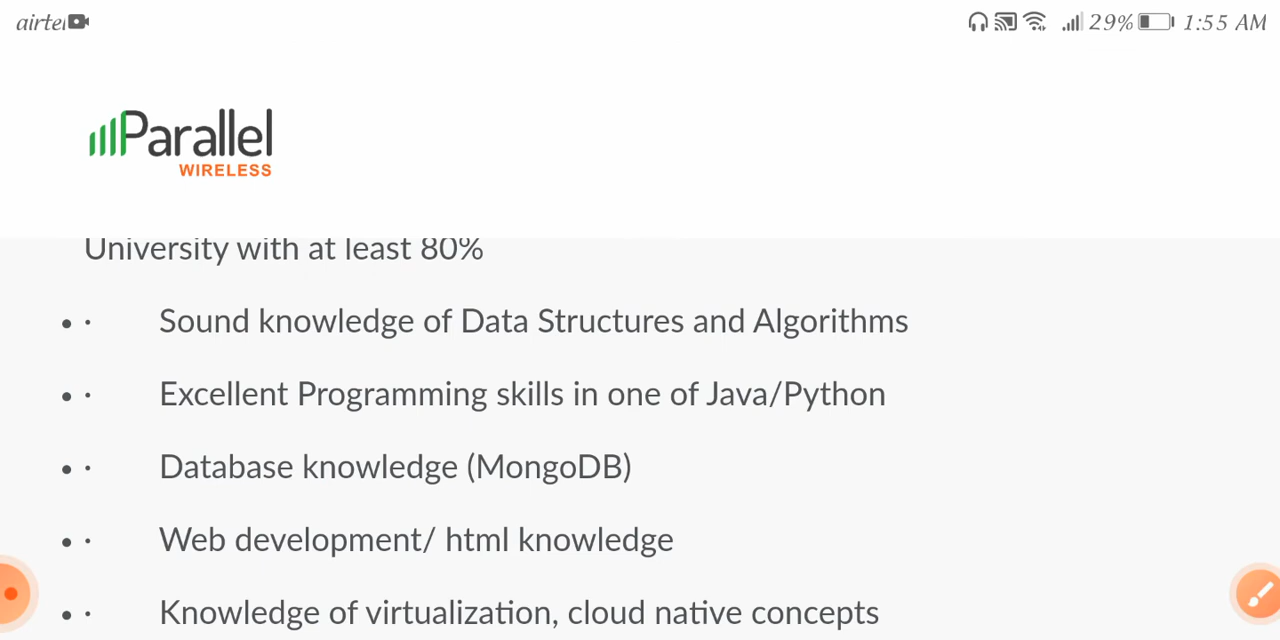 airtel 29% 1:55 AM
Parallel
WIRELESS
University with at least 80%
• · Sound knowledge of Data Structures and Algorithms
• · Excellent Programming skills in one of Java/Python
• · Database knowledge (MongoDB)
• · Web development/ html knowledge
• · Knowledge of virtualization, cloud native concepts